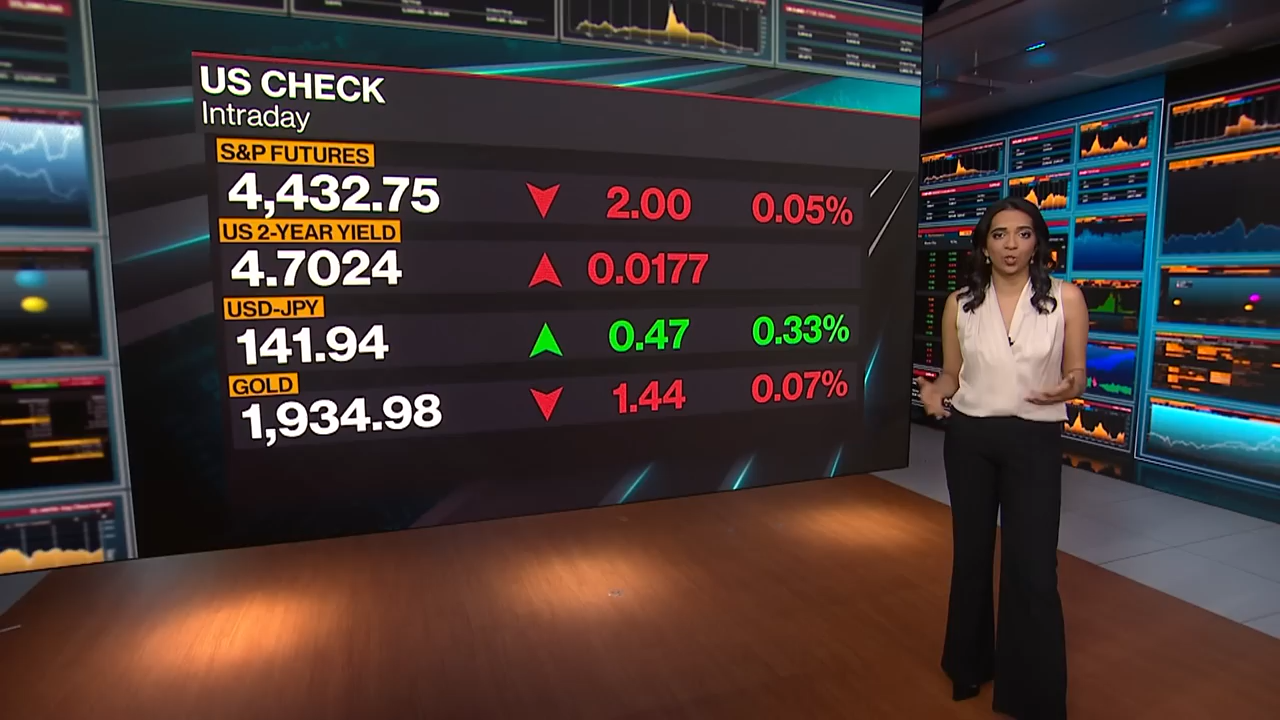 US CHECK
Intraday
S&P FUTURES
4,432.75 ▼ 2.00 0.05%
US 2-YEAR YIELD
4.7024 ▲ 0.0177
USD-JPY
141.94 ▲ 0.47 0.33%
GOLD
1,934.98 ▼ 1.44 0.07%